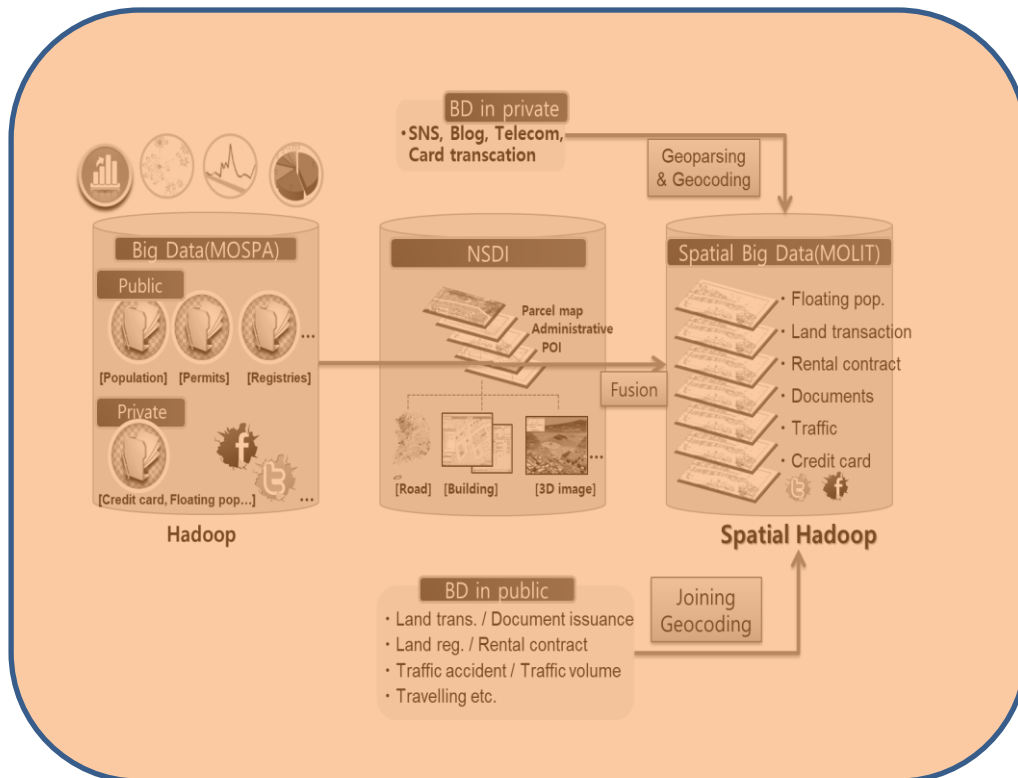 BD in private
・SNS, Blog, Telecom,
Card transcation
Geoparsing
& Geocoding
Big Data(MOSPA)
Public
...
[Population] [Permits] [Registries]
Private
f
t
...
[Credit card, Floating pop...]
Hadoop
NSDI
Parcel map
Administrative
POI
...
[Road] [Building] [3D image]
Fusion
Spatial Big Data(MOLIT)
・Floating pop.
・Land transaction
・Rental contract
・Documents
・Traffic
・Credit card
t f
Spatial Hadoop
BD in public
・Land trans. / Document issuance
・Land reg. / Rental contract
・Traffic accident / Traffic volume
・Travelling etc.
Joining
Geocoding